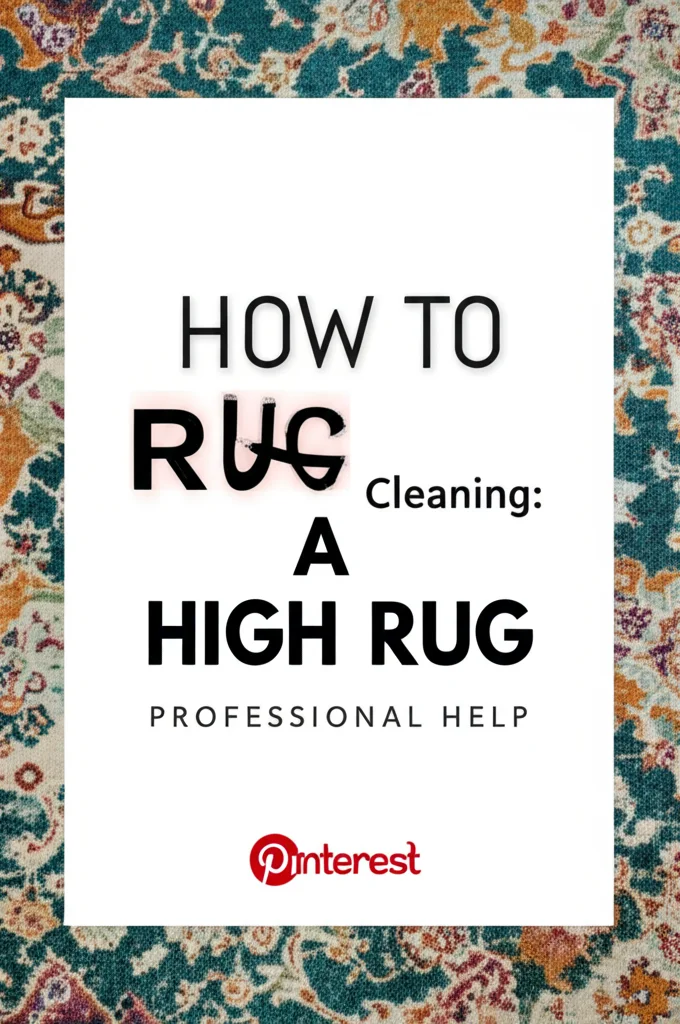 HOW TO
RUG
Cleaning:
A
HIGH RUG
PROFESSIONAL HELP
Pinterest